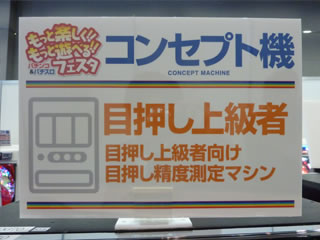 もっと楽しく!
もっと遊べる!!
パチンコ
&パチスロ
フェスタ
コンセプト機
CONCEPT MACHINE
目押し上級者
目押し上級者向け
目押し精度測定マシン